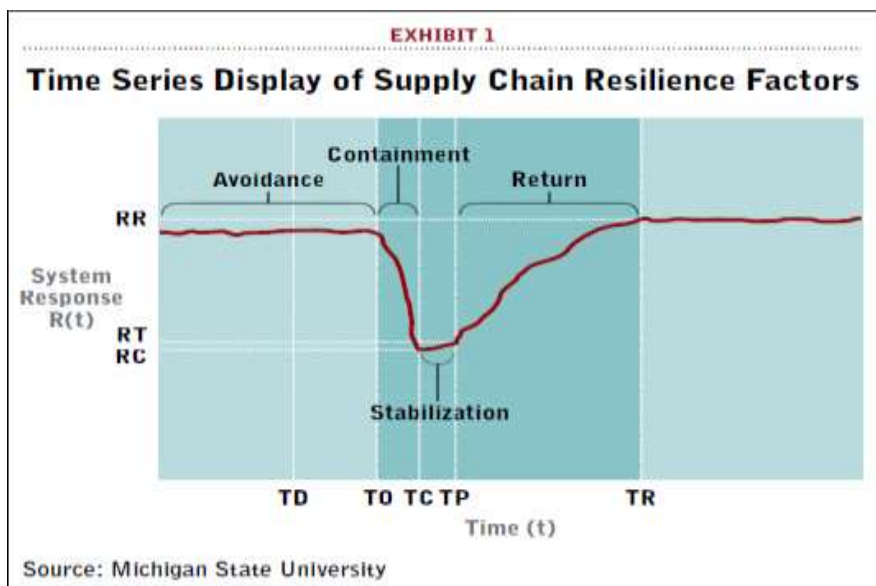 EXHIBIT 1
Time Series Display of Supply Chain Resilience Factors
Containment
Avoidance
Return
RR
System
Response
R(t)
RT
RC
Stabilization
TD TO TC TP TR
Time (t)
Source: Michigan State University